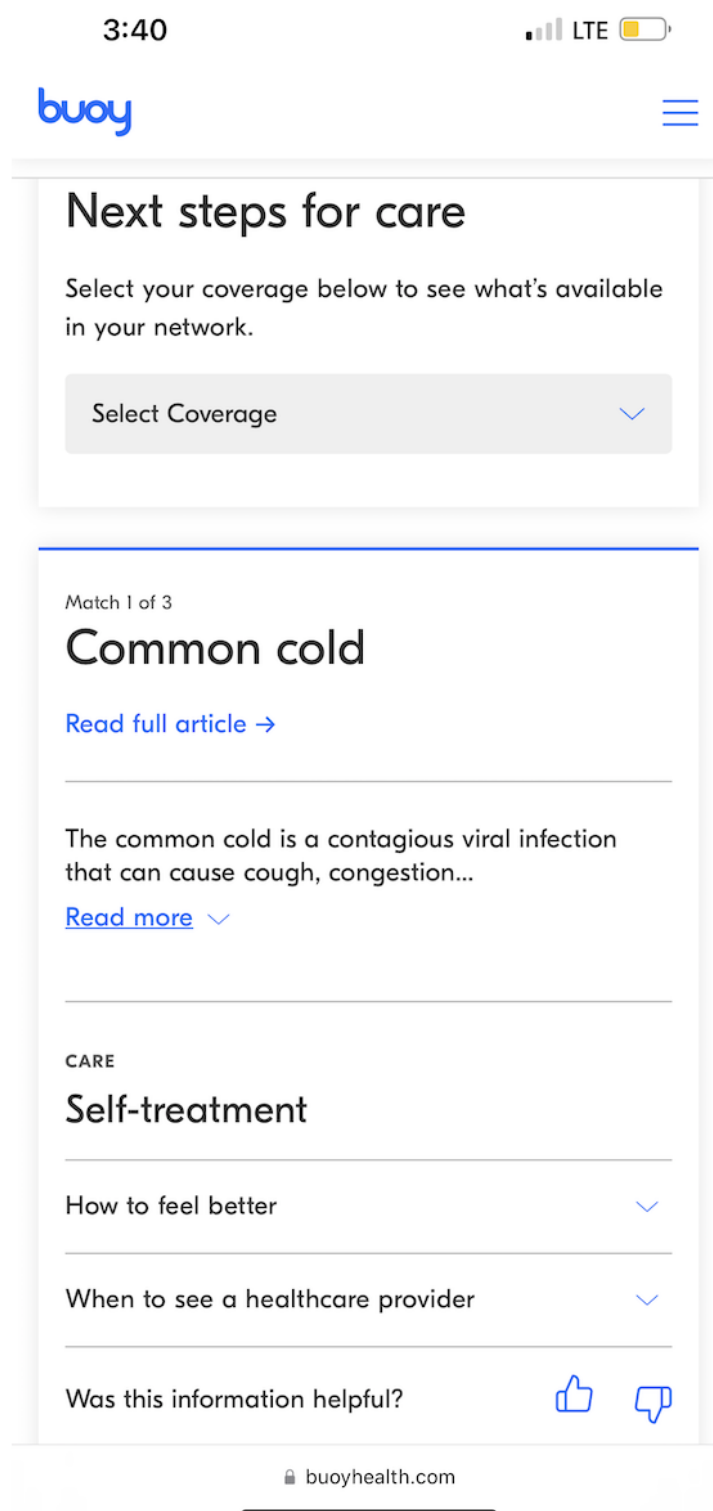 3:40
LTE
buoy
Next steps for care
Select your coverage below to see what's available
in your network.
Select Coverage
Match 1 of 3
Common cold
Read full article →
The common cold is a contagious viral infection
that can cause cough, congestion...
Read more
CARE
Self-treatment
How to feel better
When to see a healthcare provider
Was this information helpful?
buoyhealth.com